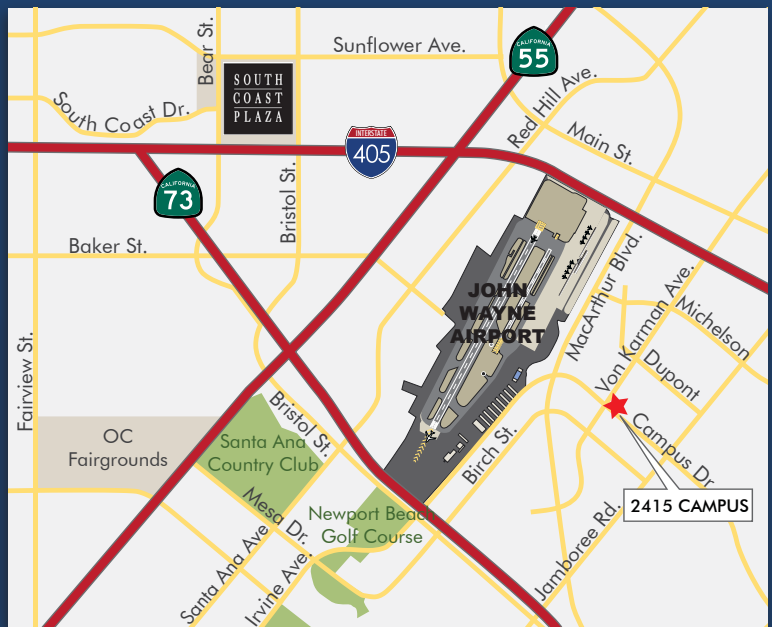 Bear St.
Sunflower Ave.
CALIFORNIA
55
SOUTH
COAST
PLAZA
South Coast Dr.
Red Hill Ave.
Main St.
INTERSTATE
405
CALIFORNIA
73
Bristol St.
Baker St.
JOHN
WAYNE
AIRPORT
MacArthur Blvd.
Von Karman Ave.
Michelson
Dupont
Fairview St.
OC
Fairgrounds
Bristol St.
Santa Ana
Country Club
Birch St.
Campus Dr
2415 CAMPUS
Mesa Dr.
Newport Beach
Golf Course
Santa Ana Ave
Irvine Ave.
Jamboree Rd.